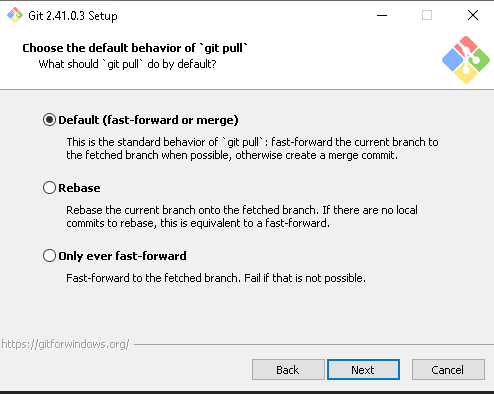 Git 2.41.0.3 Setup
Choose the default behavior of `git pull`
What should `git pull` do by default?
Default (fast-forward or merge)
This is the standard behavior of `git pull`: fast-forward the current branch to
the fetched branch when possible, otherwise create a merge commit.
Rebase
Rebase the current branch onto the fetched branch. If there are no local
commits to rebase, this is equivalent to a fast-forward.
Only ever fast-forward
Fast-forward to the fetched branch. Fail if that is not possible.
https://gitforwindows.org/
Back
Next
Cancel